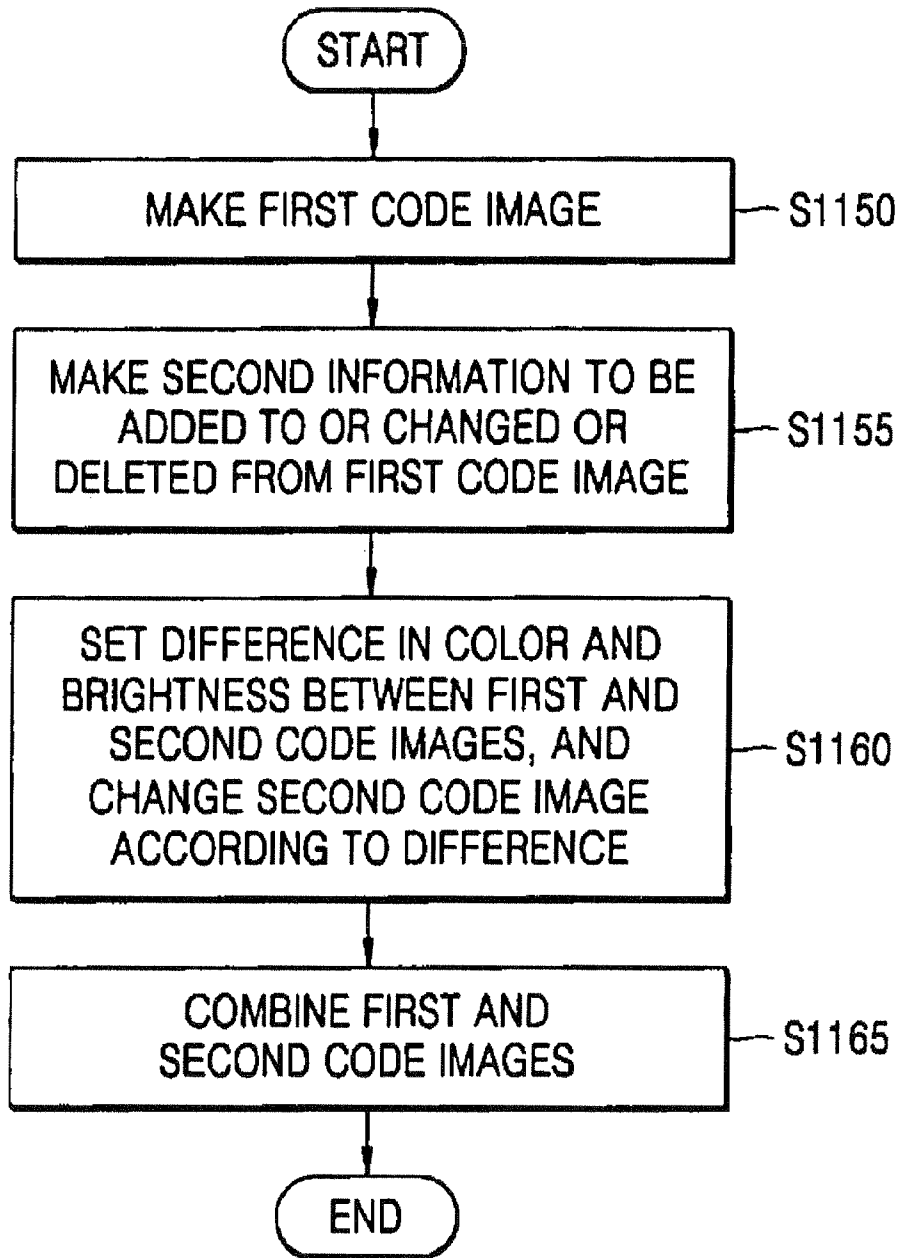 START
MAKE FIRST CODE IMAGE
S1150
MAKE SECOND INFORMATION TO BE
ADDED TO OR CHANGED OR
DELETED FROM FIRST CODE IMAGE
S1155
SET DIFFERENCE IN COLOR AND
BRIGHTNESS BETWEEN FIRST AND
SECOND CODE IMAGES, AND
CHANGE SECOND CODE IMAGE
ACCORDING TO DIFFERENCE
S1160
COMBINE FIRST AND
SECOND CODE IMAGES
S1165
END